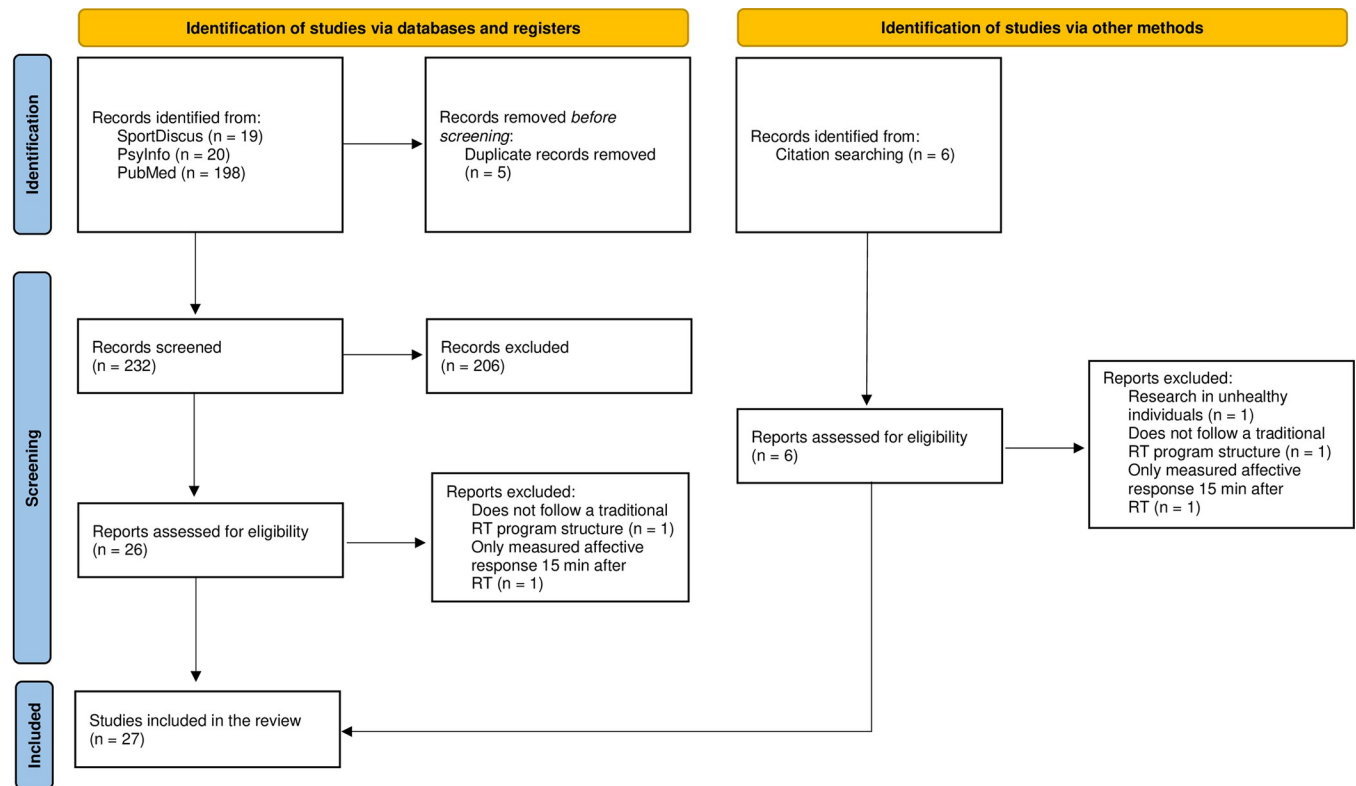 Identification of studies via databases and registers
Identification of studies via other methods
Identification
Records identified from:
SportDiscus (n = 19)
PsyInfo (n = 20)
PubMed (n = 198)
Records removed before
screening:
Duplicate records removed
(n = 5)
Records identified from:
Citation searching (n = 6)
Screening
Records screened
(n = 232)
Records excluded
(n = 206)
Reports assessed for eligibility
(n = 26)
Reports excluded:
Does not follow a traditional
RT program structure (n = 1)
Only measured affective
response 15 min after
RT (n = 1)
Reports assessed for eligibility
(n = 6)
Reports excluded:
Research in unhealthy
individuals (n = 1)
Does not follow a traditional
RT program structure (n = 1)
Only measured affective
response 15 min after
RT (n = 1)
Included
Studies included in the review
(n = 27)